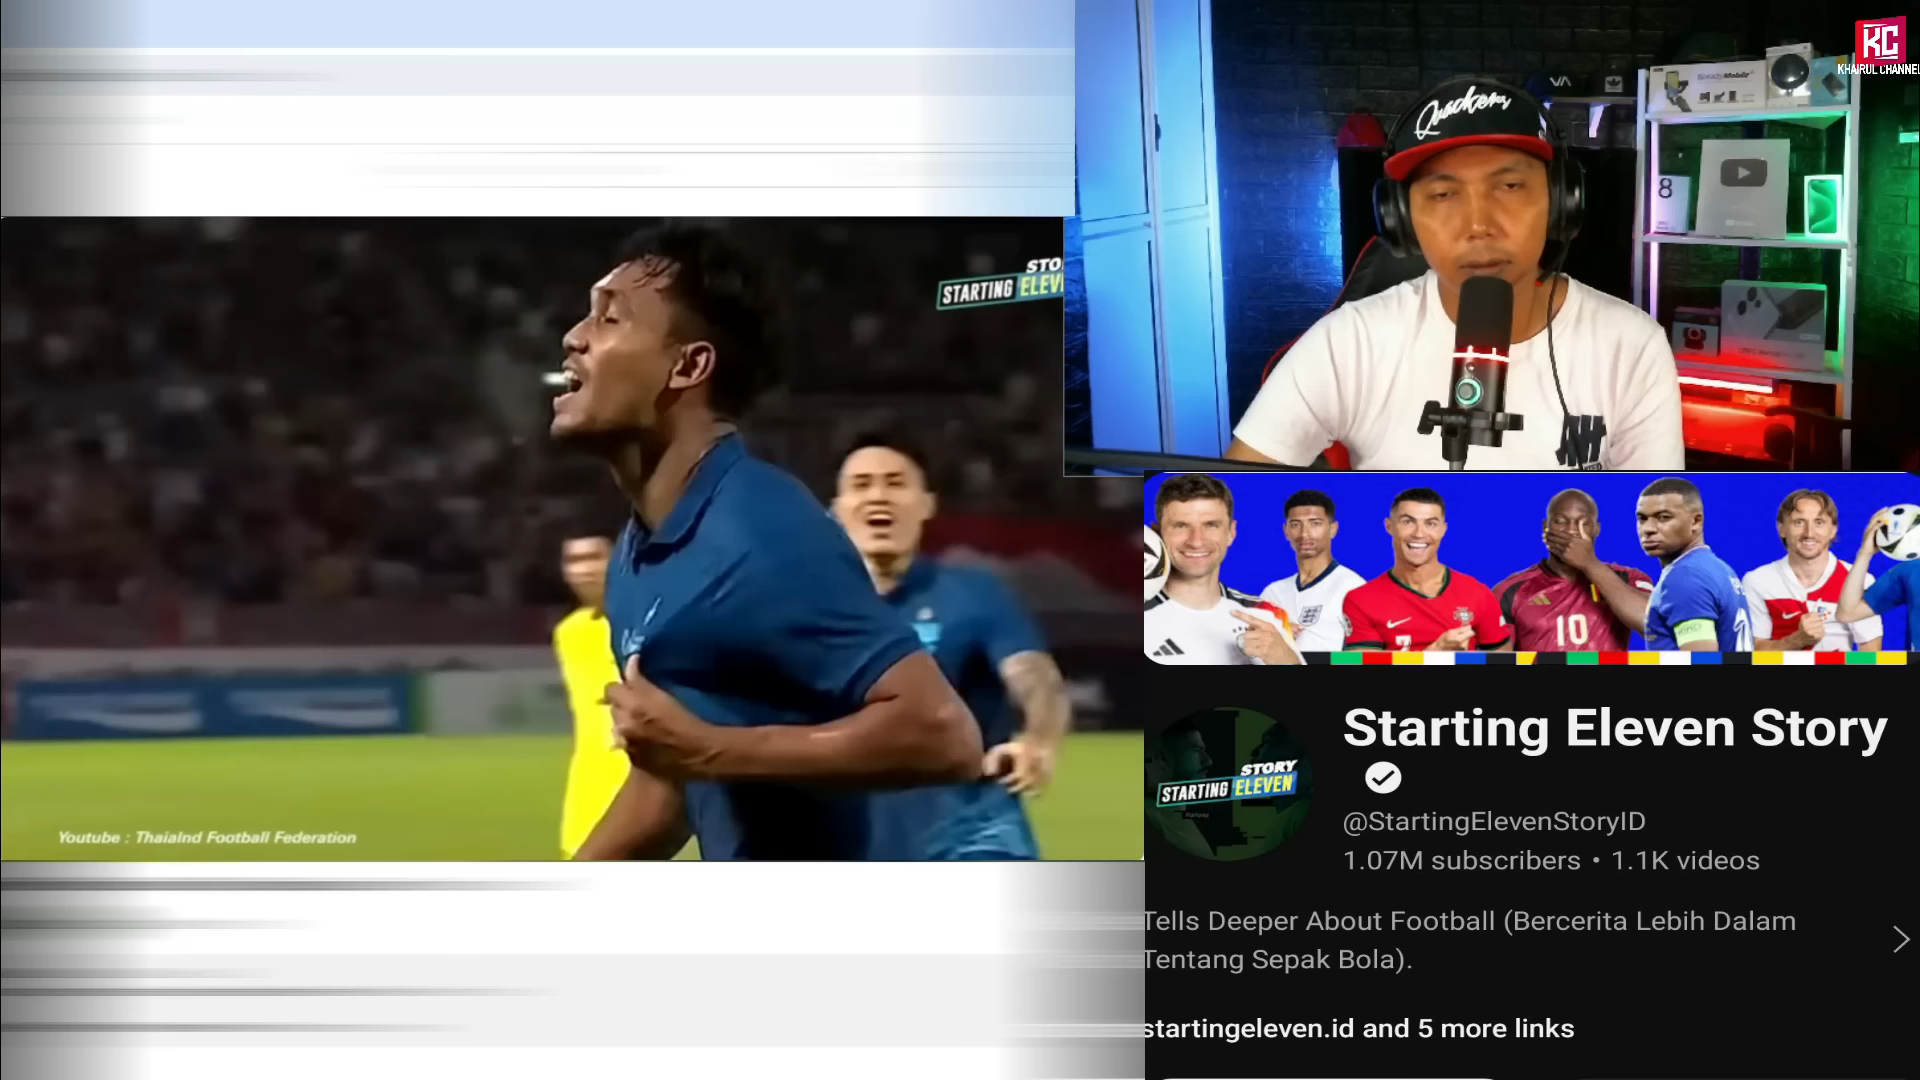 KC
KHAIRUL CHANNEL
Quackers
STARTING
Youtube : Thaialnd Football Federation
10
Starting Eleven Story
STORY
STARTING ELEVEN
@StartingElevenStoryID
1.07M subscribers • 1.1K videos
Tells Deeper About Football (Bercerita Lebih Dalam
Tentang Sepak Bola).
startingeleven.id and 5 more links